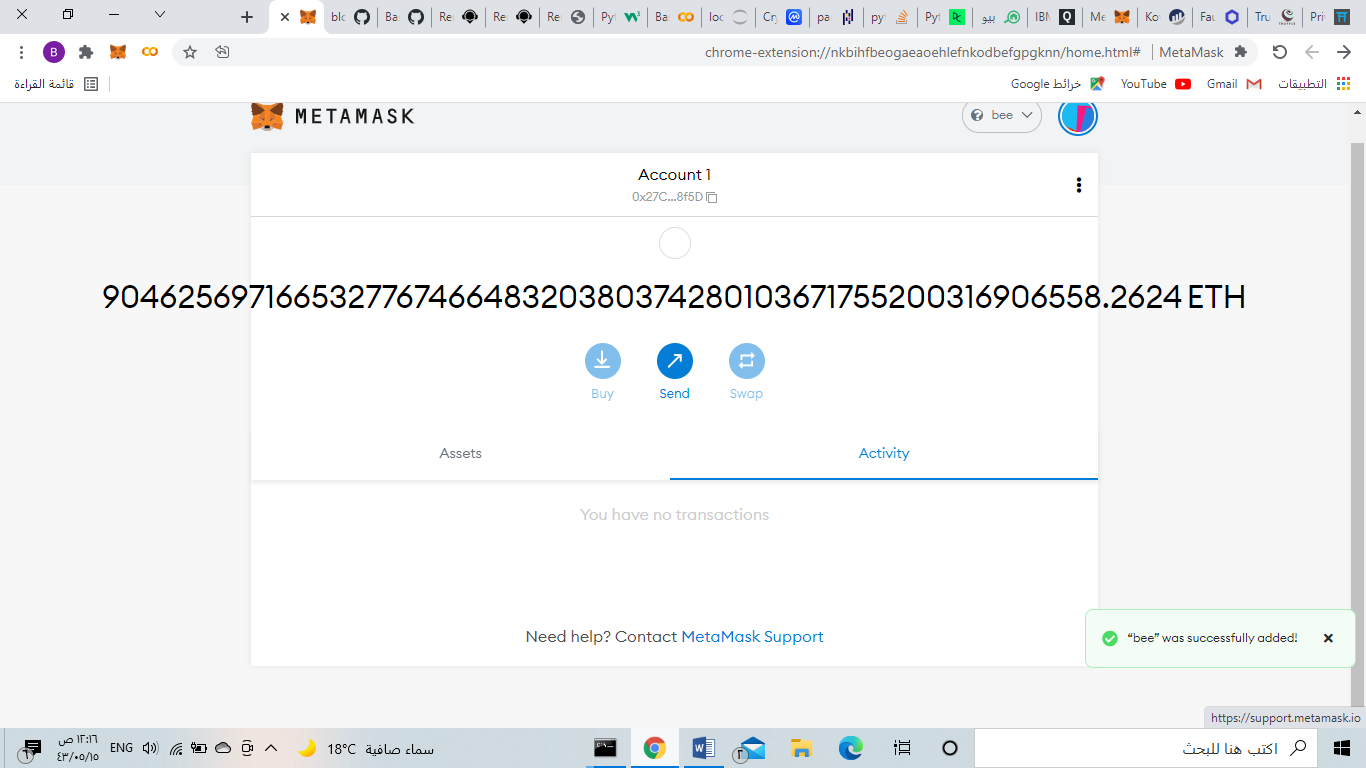 blc
Ba
Re
Re
Re
Py
Ba
loc
Cry
pa
pyt
Pyt
بيو
IBM
Me
Ko
Fau
Tru
Pri
B
chrome-extension://nkbihfbeogaeaoehlefnkodbefgpgknn/home.html#
MetaMask
قائمة القراءة
خرائط Google
YouTube
Gmail
التطبيقات
METAMASK
bee
Account 1
0x27C...8f5D
904625697166532776746648320380374280103671755200316906558.2624 ETH
Buy
Send
Swap
Assets
Activity
You have no transactions
Need help? Contact MetaMask Support
“bee” was successfully added!
https://support.metamask.io
١٢:١٦ ص
٤٣/٠٥/١٥
ENG
18°C سماء صافية
اكتب هنا للبحث